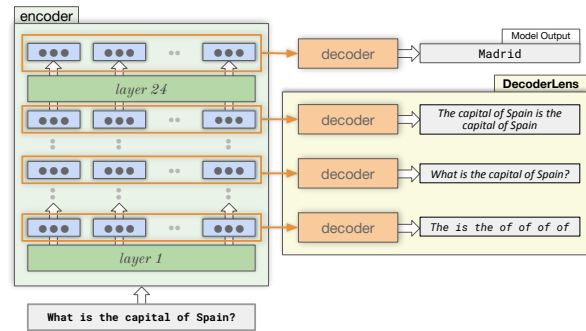 encoder
Model Output
decoder
Madrid
layer 24
DecoderLens
decoder
The capital of Spain is the
capital of Spain
decoder
What is the capital of Spain?
decoder
The is the of of of of
layer 1
What is the capital of Spain?